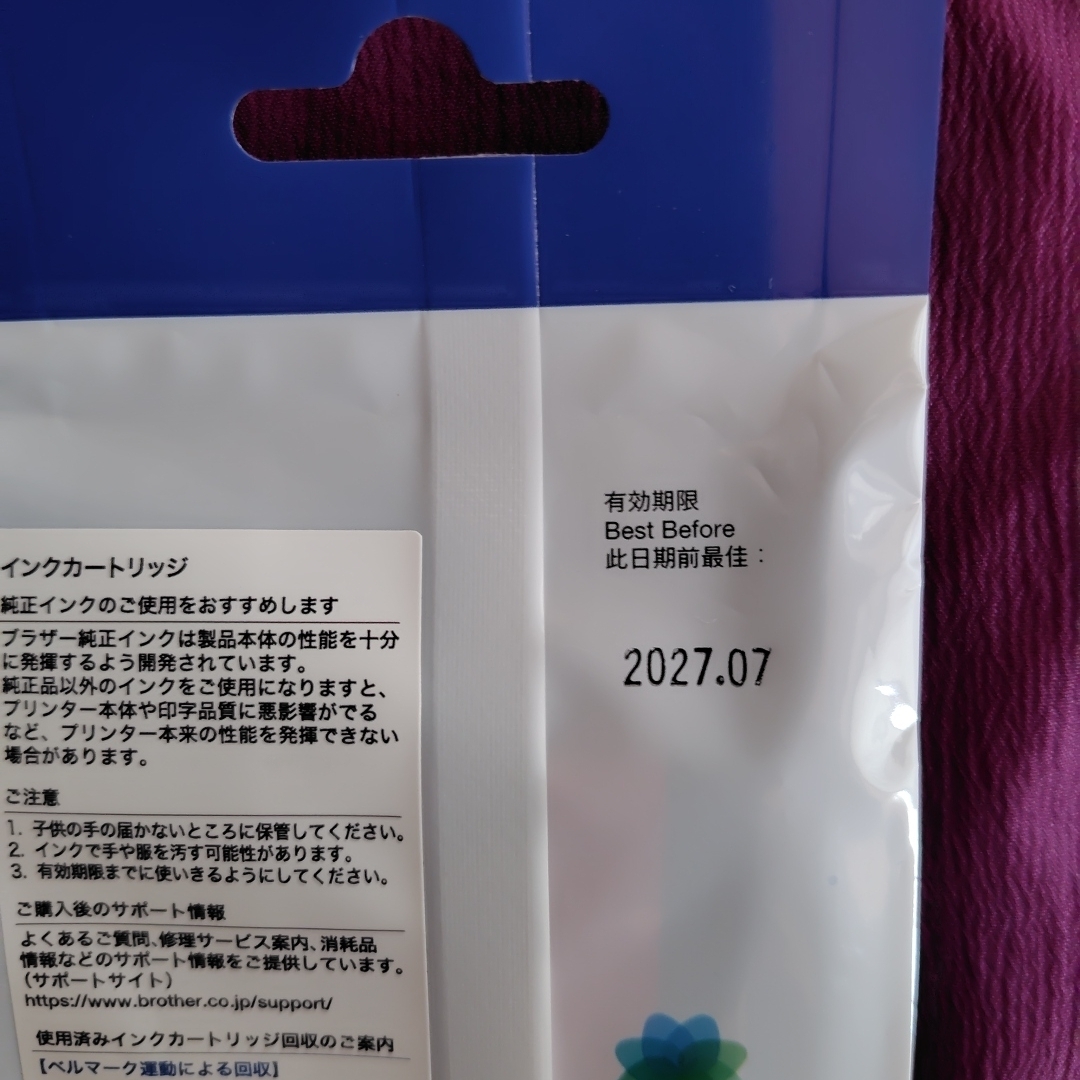 有効期限
Best Before
此日期前最佳：
2027.07
インクカートリッジ
純正インクのご使用をおすすめします
ブラザー純正インクは製品本体の性能を十分
に発揮するよう開発されています。
純正品以外のインクをご使用になりますと、
プリンター本体や印字品質に悪影響がでる
など、プリンター本来の性能を発揮できない
場合があります。
ご注意
1. 子供の手の届かないところに保管してください。
2. インクで手や服を汚す可能性があります。
3. 有効期限までに使いきるようにしてください。
ご購入後のサポート情報
よくあるご質問、修理サービス案内、消耗品
情報などのサポート情報をご提供しています。
（サポートサイト）
https://www.brother.co.jp/support/
使用済みインクカートリッジ回収のご案内
【ベルマーク運動による回収】